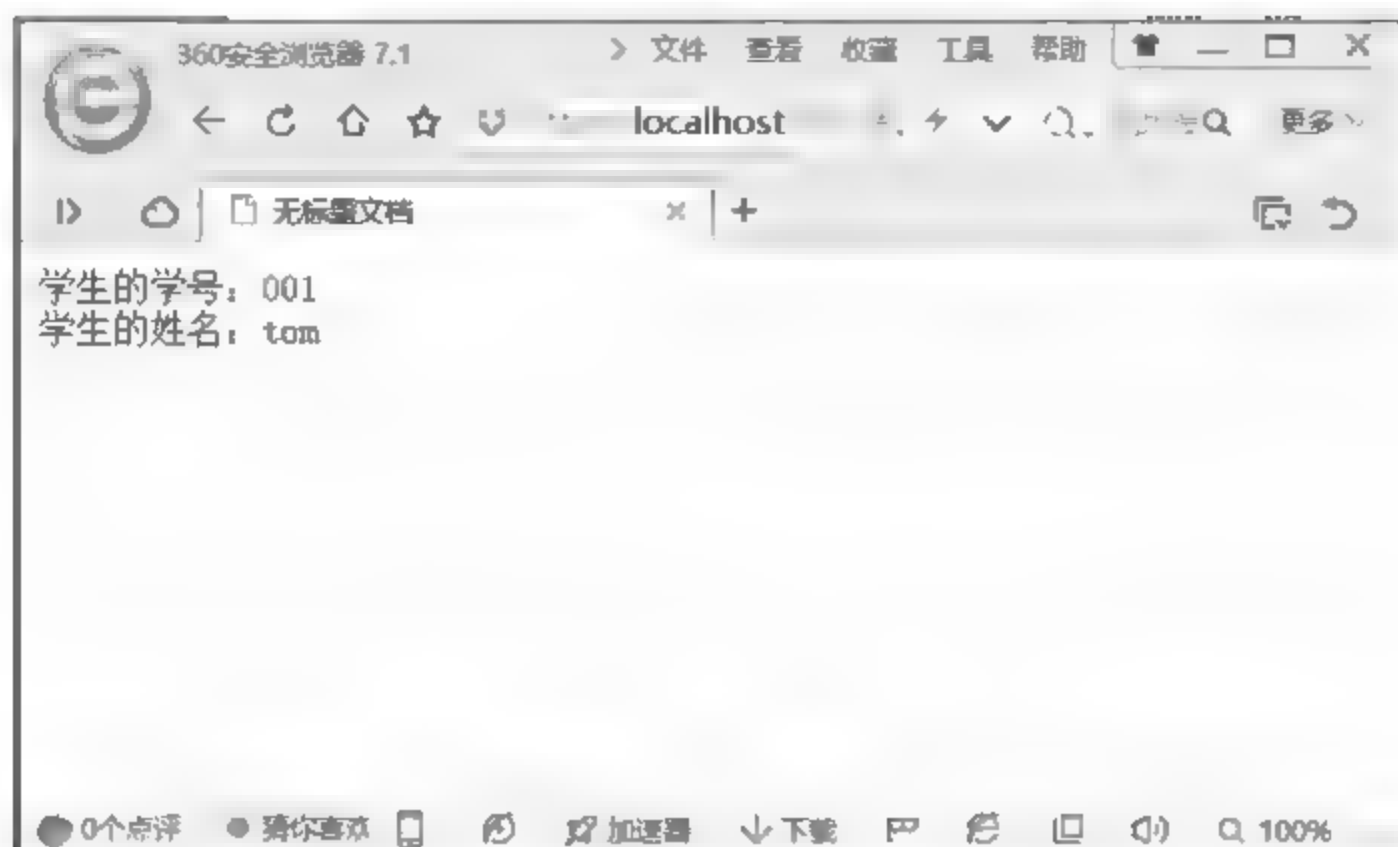 360安全浏览器 7.1 > 文件 查看 收藏 工具 帮助
localhost 更多
无标题文档
学生的学号：001
学生的姓名：tom
0个点评 猜你喜欢 加速器 下载 100%